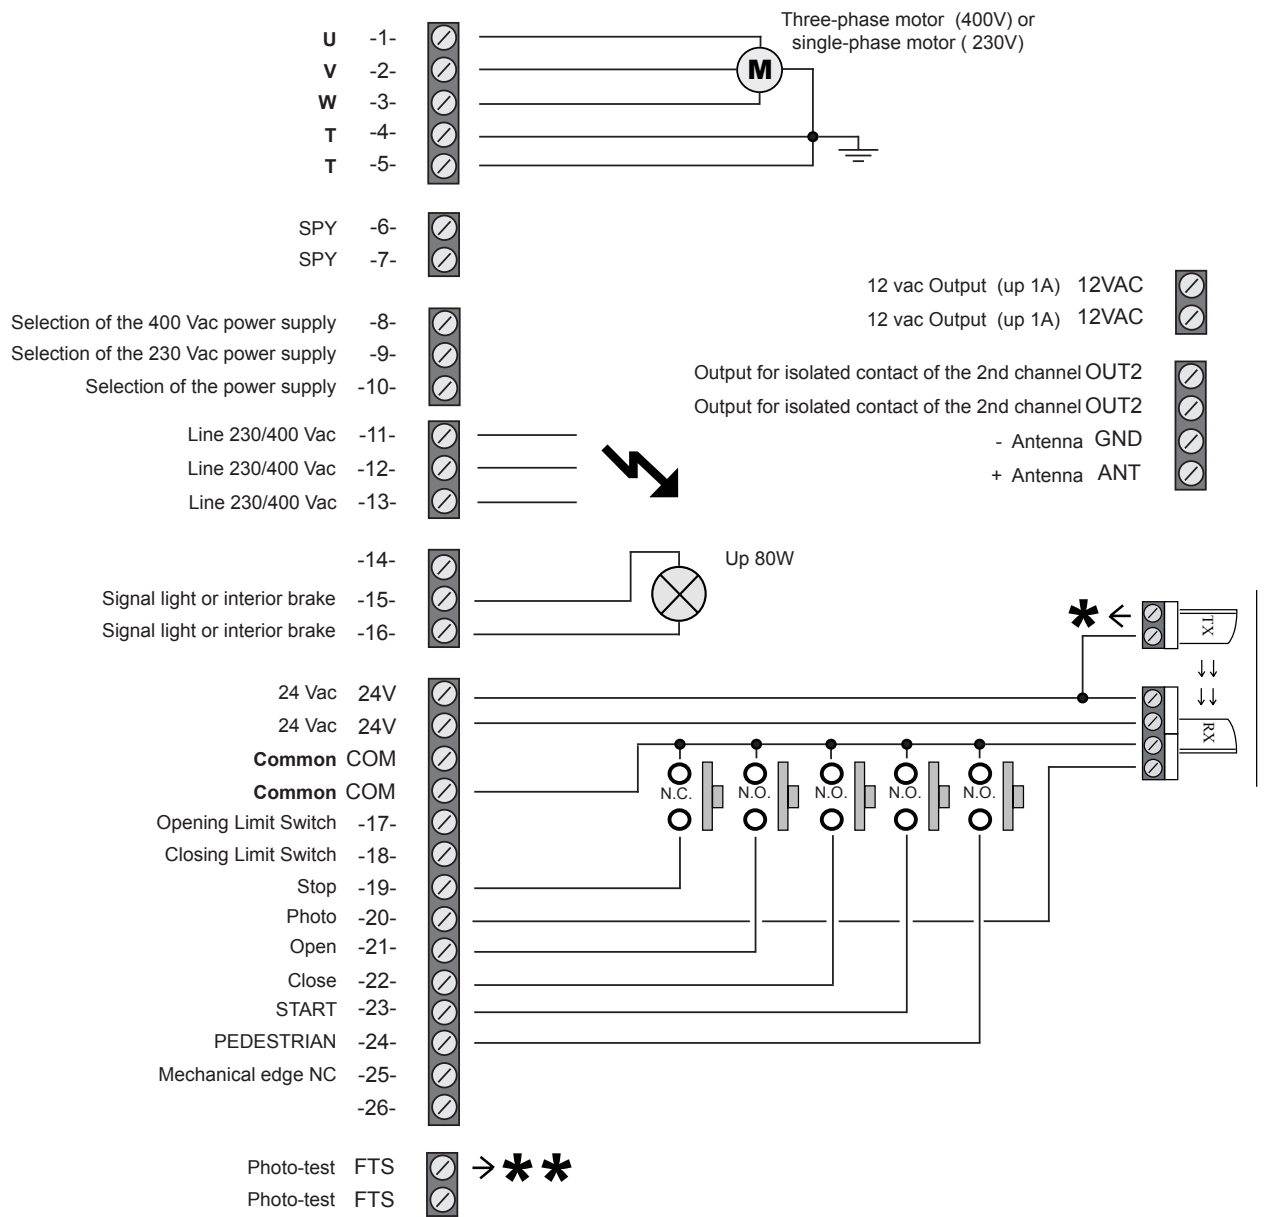 Three-phase motor (400V) or
single-phase motor ( 230V)
U -1-
V -2-
M
W -3-
T -4-
T -5-
SPY -6-
SPY -7-
12 vac Output (up 1A) 12VAC
12 vac Output (up 1A) 12VAC
Selection of the 400 Vac power supply -8-
Selection of the 230 Vac power supply -9-
Selection of the power supply -10-
Output for isolated contact of the 2nd channel OUT2
Output for isolated contact of the 2nd channel OUT2
- Antenna GND
+ Antenna ANT
Line 230/400 Vac -11-
Line 230/400 Vac -12-
Line 230/400 Vac -13-
-14-
Up 80W
Signal light or interior brake -15-
Signal light or interior brake -16-
* TX
24 Vac 24V
24 Vac 24V
RX
Common COM
Common COM
N.C. N.O. N.O. N.O. N.O.
Opening Limit Switch -17-
Closing Limit Switch -18-
Stop -19-
Photo -20-
Open -21-
Close -22-
START -23-
PEDESTRIAN -24-
Mechanical edge NC -25-
-26-
Photo-test FTS → * *
Photo-test FTS